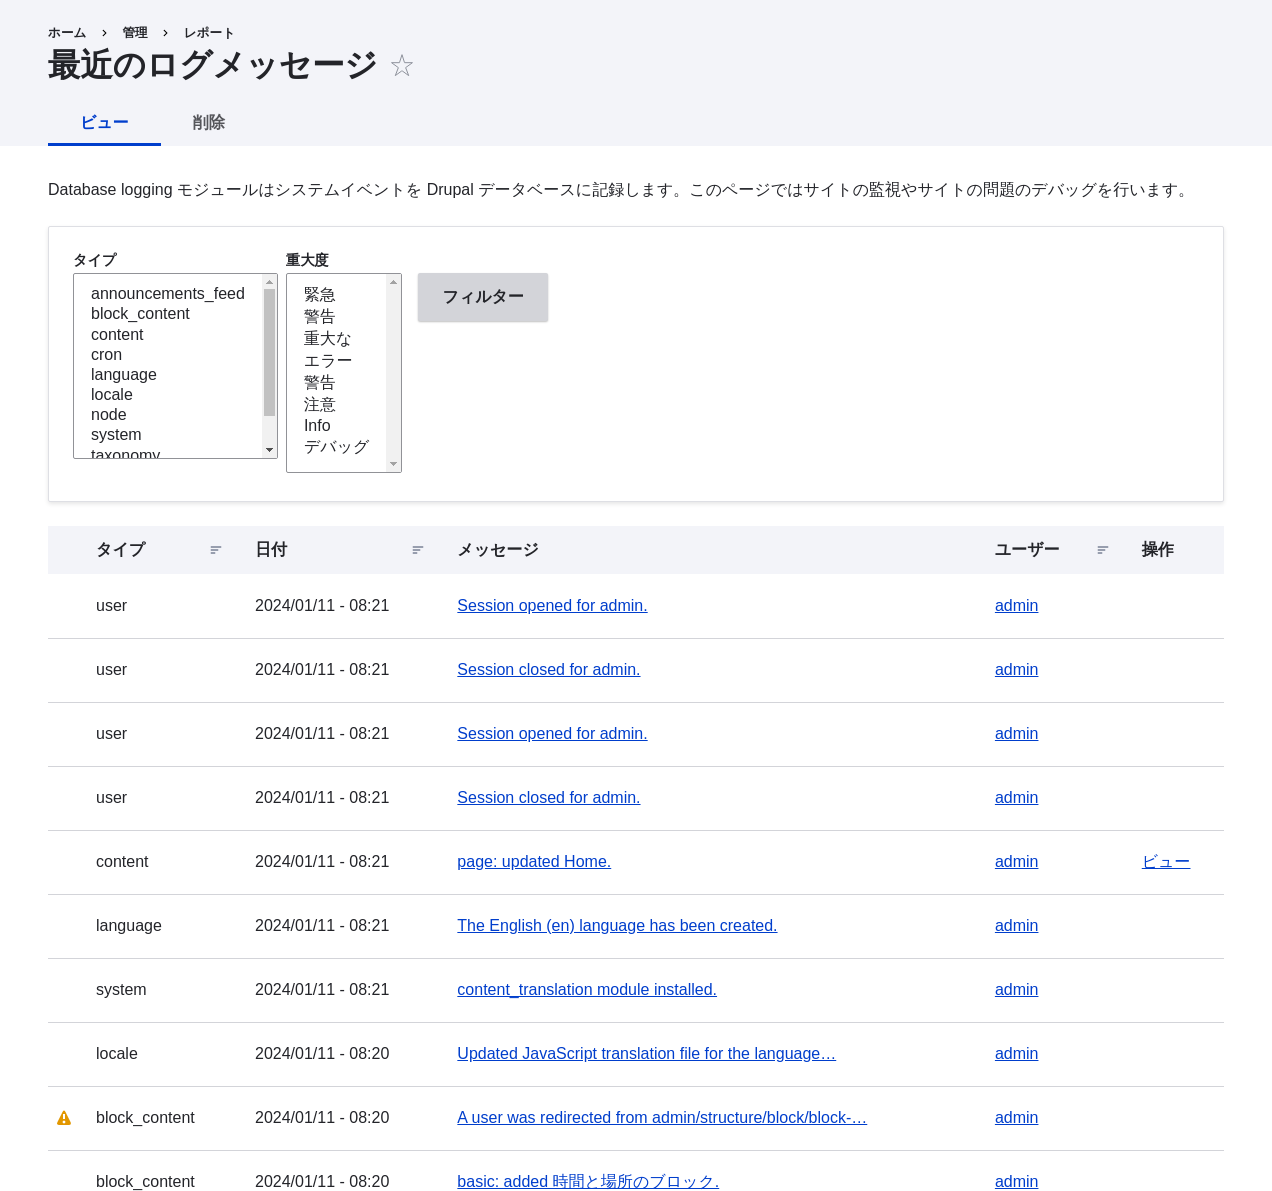 ホーム › 管理 › レポート
最近のログメッセージ ☆
ビュー 削除
Database logging モジュールはシステムイベントを Drupal データベースに記録します。このページではサイトの監視やサイトの問題のデバッグを行います。
タイプ 重大度
announcements_feed
block_content
content
cron
language
locale
node
system
taxonomy
緊急
警告
重大な
エラー
警告
注意
Info
デバッグ
フィルター
タイプ 日付 メッセージ ユーザー 操作
user 2024/01/11 - 08:21 Session opened for admin. admin
user 2024/01/11 - 08:21 Session closed for admin. admin
user 2024/01/11 - 08:21 Session opened for admin. admin
user 2024/01/11 - 08:21 Session closed for admin. admin
content 2024/01/11 - 08:21 page: updated Home. admin ビュー
language 2024/01/11 - 08:21 The English (en) language has been created. admin
system 2024/01/11 - 08:21 content_translation module installed. admin
locale 2024/01/11 - 08:20 Updated JavaScript translation file for the language… admin
block_content 2024/01/11 - 08:20 A user was redirected from admin/structure/block/block-… admin
block_content 2024/01/11 - 08:20 basic: added 時間と場所のブロック. admin